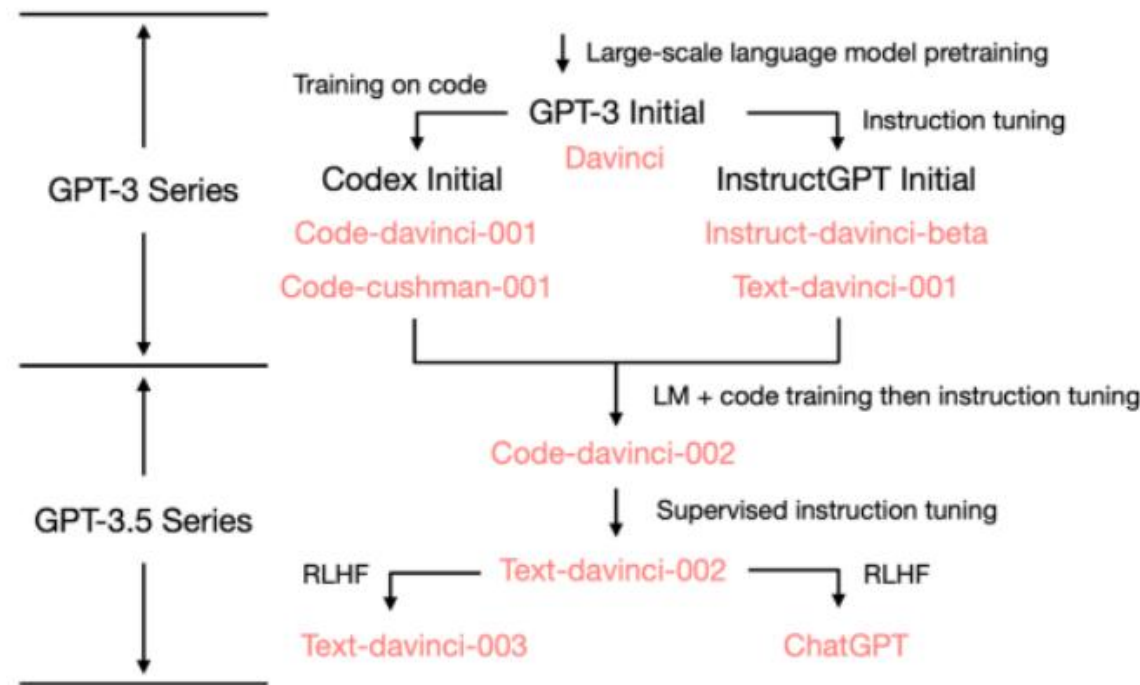 Large-scale language model pretraining
Training on code
GPT-3 Initial
Instruction tuning
Davinci
GPT-3 Series
Codex Initial
InstructGPT Initial
Code-davinci-001
Instruct-davinci-beta
Code-cushman-001
Text-davinci-001
LM + code training then instruction tuning
Code-davinci-002
GPT-3.5 Series
Supervised instruction tuning
RLHF
Text-davinci-002
RLHF
Text-davinci-003
ChatGPT